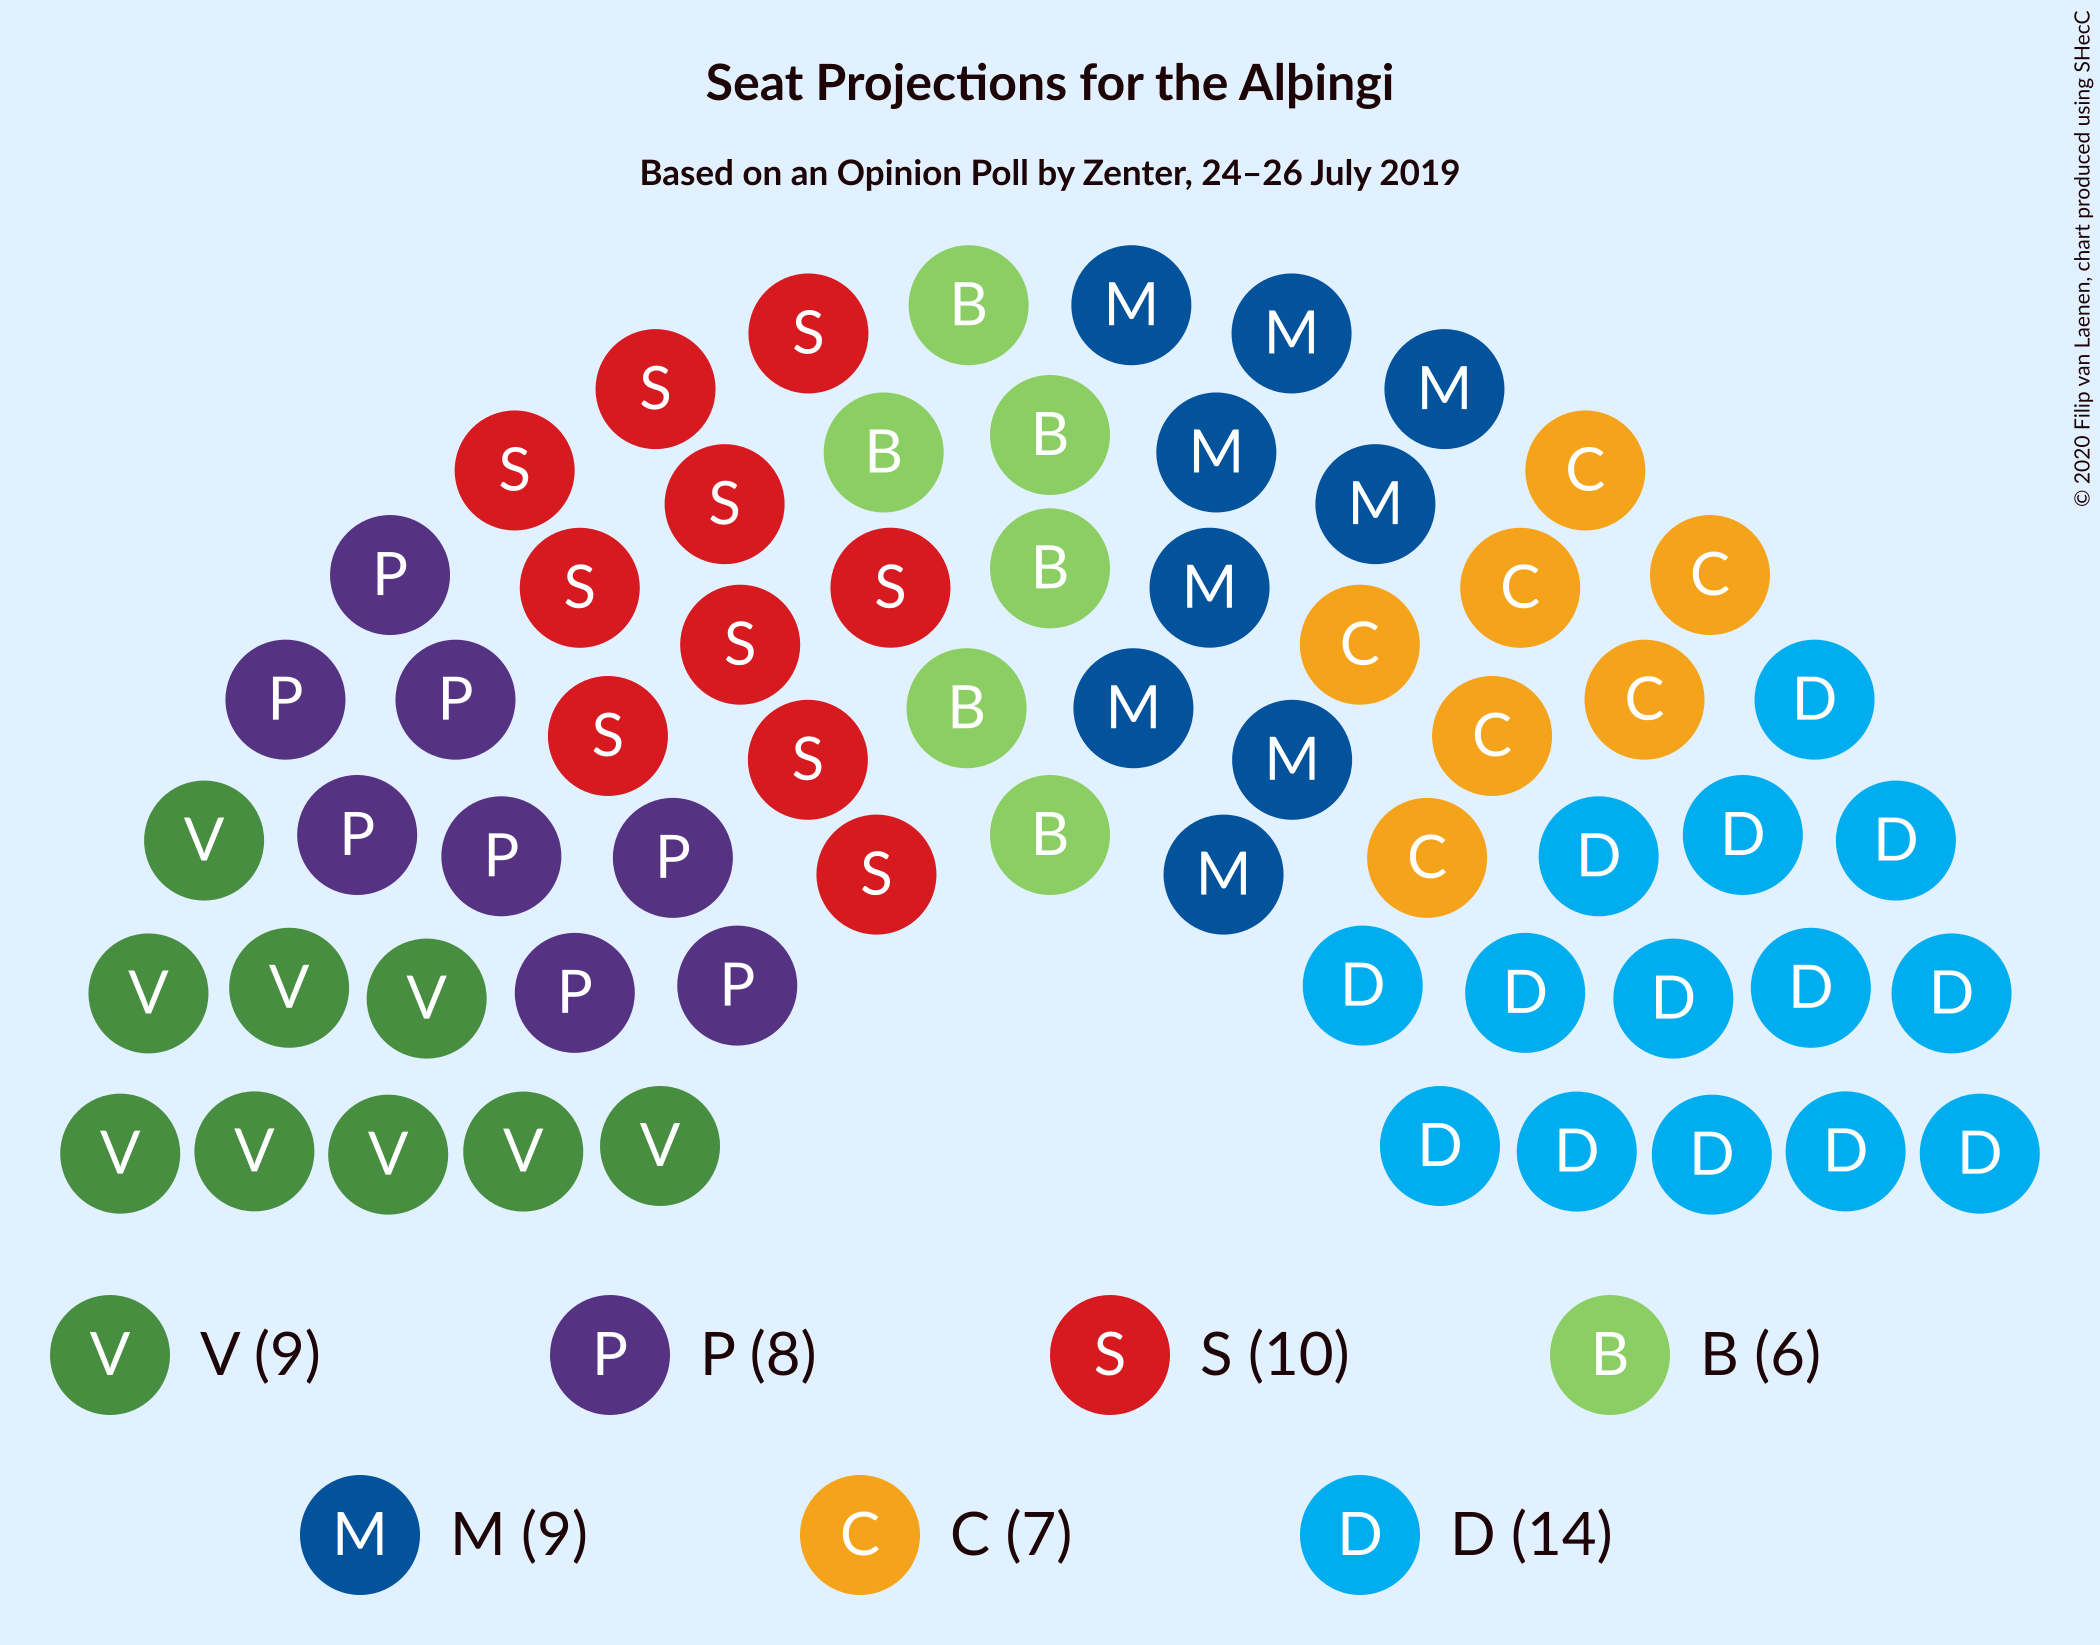 Seat Projections for the Alþingi
Based on an Opinion Poll by Zenter, 24–26 July 2019
© 2020 Filip van Laenen, chart produced using SHecC
B M
S M
S M
B
S C
B M
S M
P C
B
S S M C
S C
P P C D
B M
S C
S M
P B D
V D
P P C D
S M
P D
V P D
V P D
V D
V D
V V V V V D D D D D
V V (9) P P (8) S S (10) B B (6)
M M (9) C C (7) D D (14)